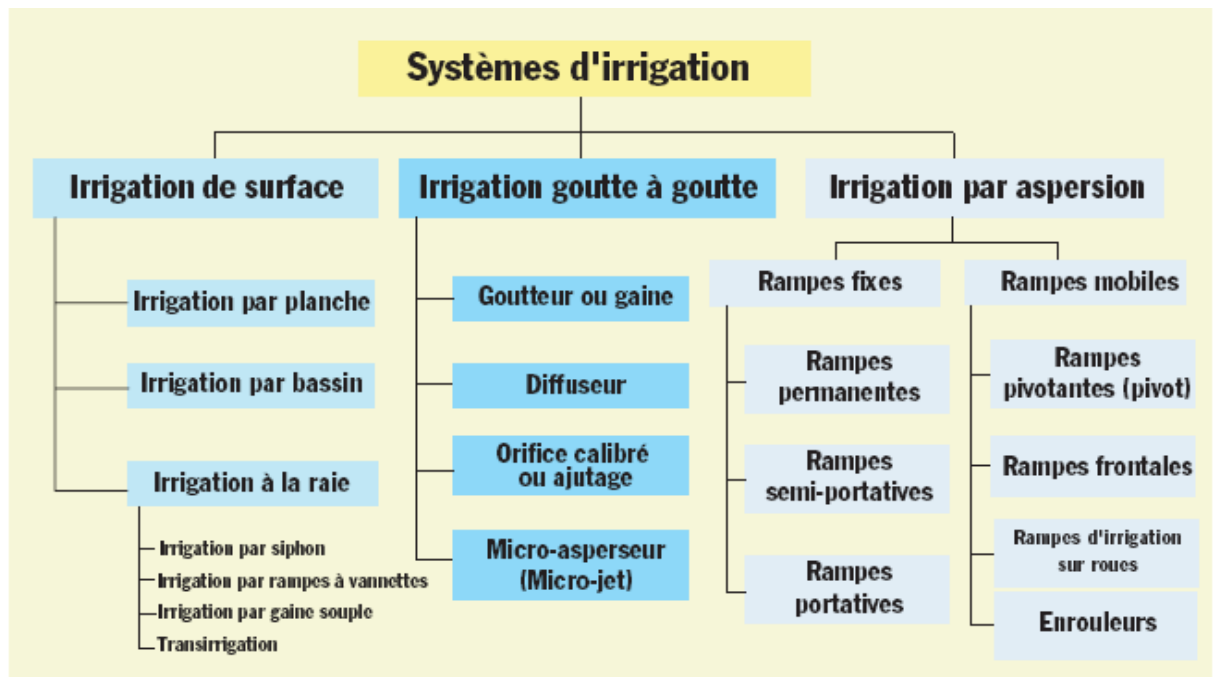 Systèmes d'irrigation
Irrigation de surface
Irrigation par planche
Irrigation par bassin
Irrigation à la raie
Irrigation par siphon
Irrigation par rampes à vannettes
Irrigation par gaine souple
Transirrigation
Irrigation goutte à goutte
Goutteur ou gaine
Diffuseur
Orifice calibré
ou ajutage
Micro-asperseur
(Micro-jet)
Irrigation par aspersion
Rampes fixes
Rampes
permanentes
Rampes
semi-portatives
Rampes
portatives
Rampes mobiles
Rampes
pivotantes (pivot)
Rampes frontales
Rampes d'irrigation
sur roues
Enrouleurs